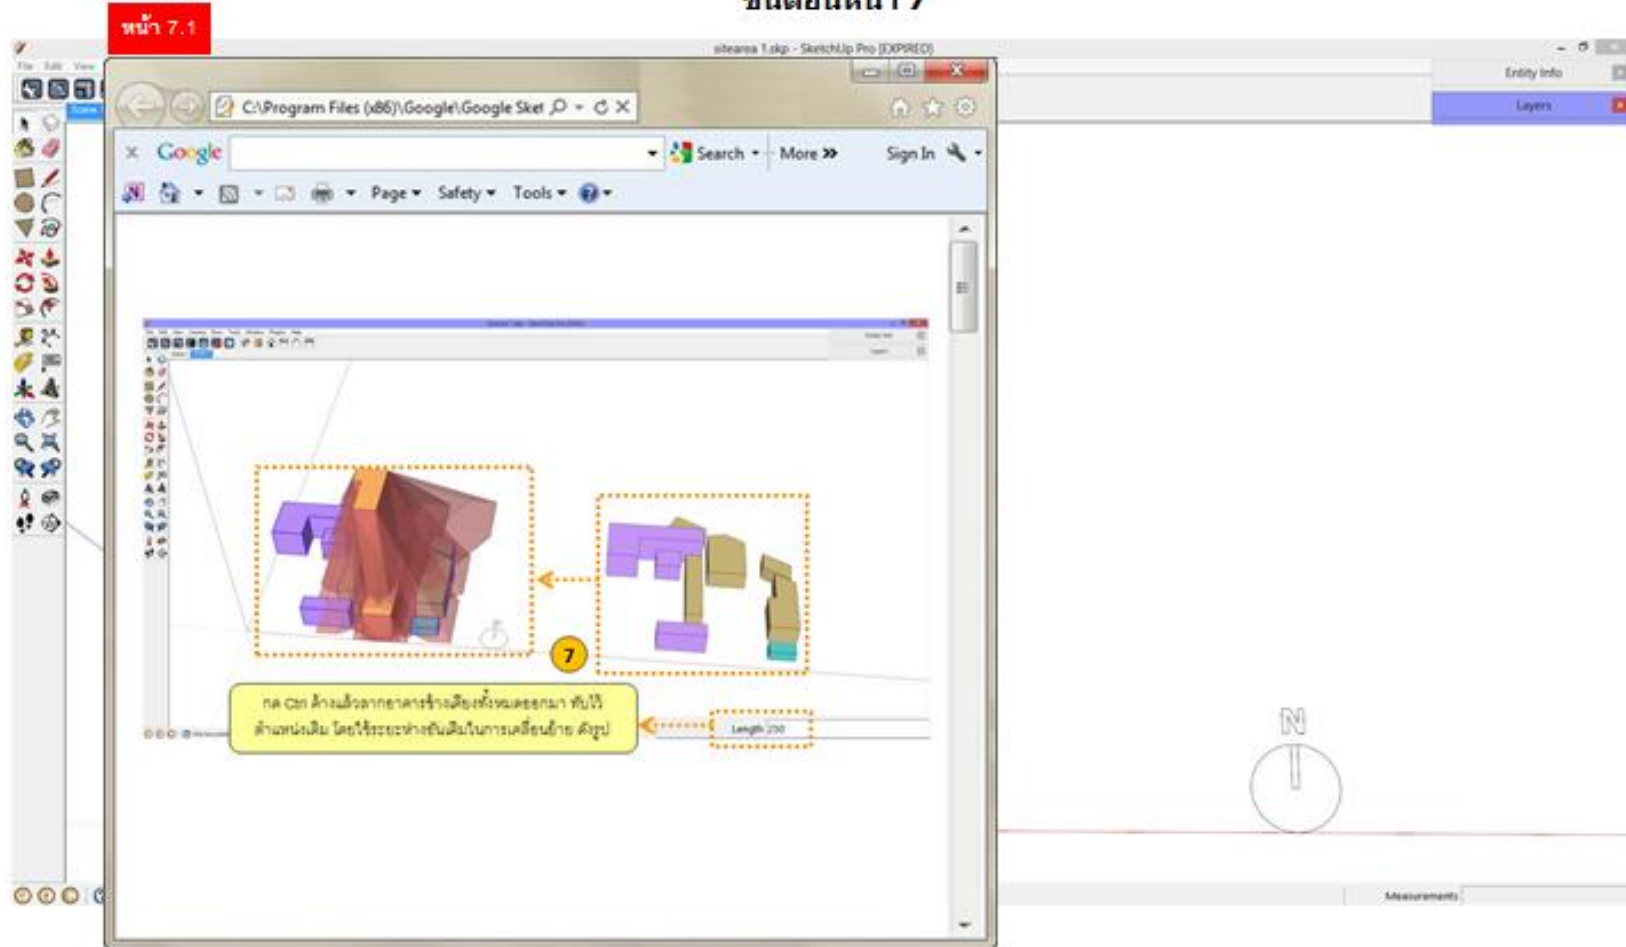 ขั้นตอนหน้า 7
หน้า 7.1
sitearea 1.skp - SketchUp Pro (EXPIRED)
File Edit View
Entity Info
Layers
C:\Program Files (x86)\Google\Google Sket
Google
Search
More »
Sign In
Page
Safety
Tools
7
กด Ctrl ค้างแล้วลากอาคารข้างเคียงทั้งหมดออกมา ทับไว้
ตำแหน่งเดิม โดยใช้ระยะห่างอันเดิมในการเคลื่อนย้าย ดังรูป
Length 250
N
Measurements